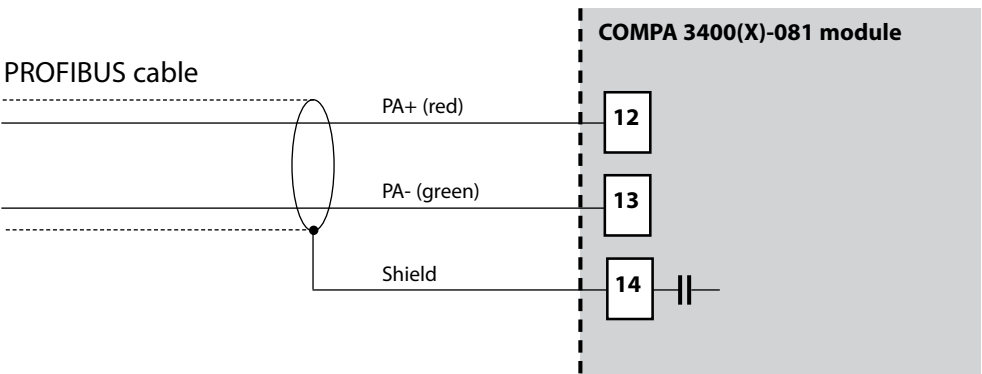 COMPA 3400(X)-081 module
PROFIBUS cable
PA+ (red)
12
PA- (green)
13
Shield
14